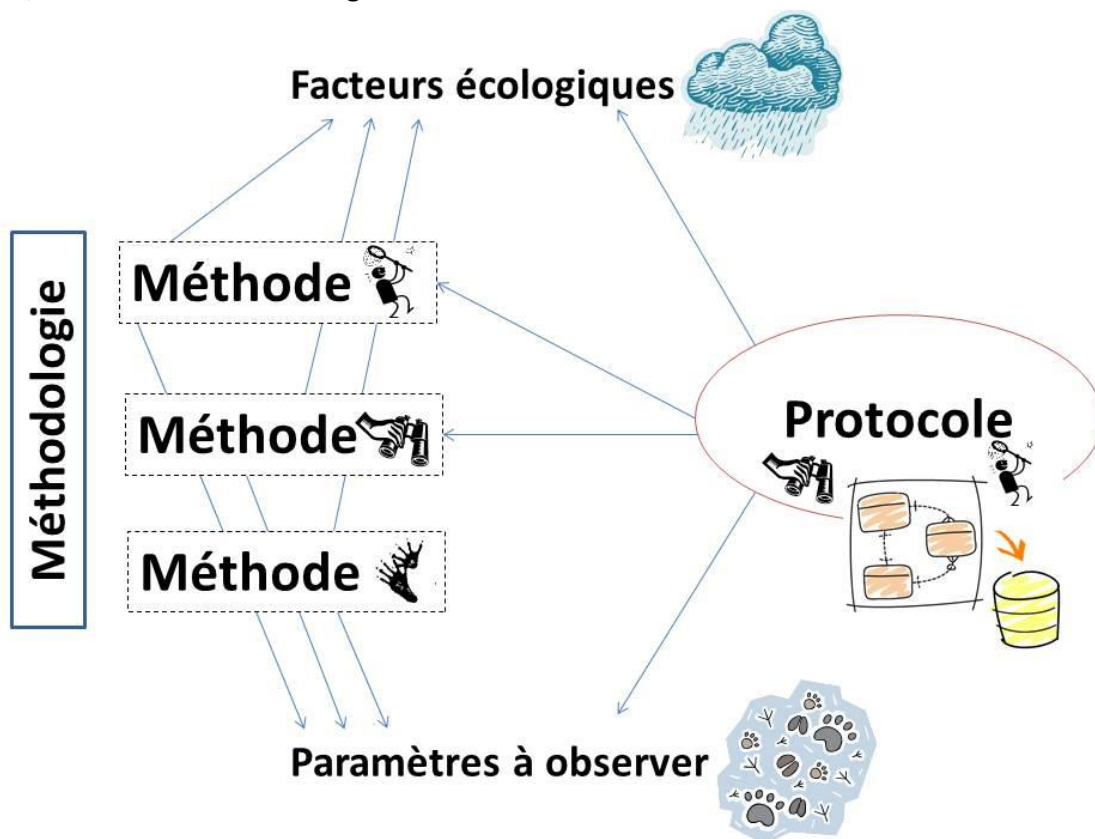 Facteurs écologiques
Méthodologie
Méthode
Méthode
Méthode
Protocole
Paramètres à observer